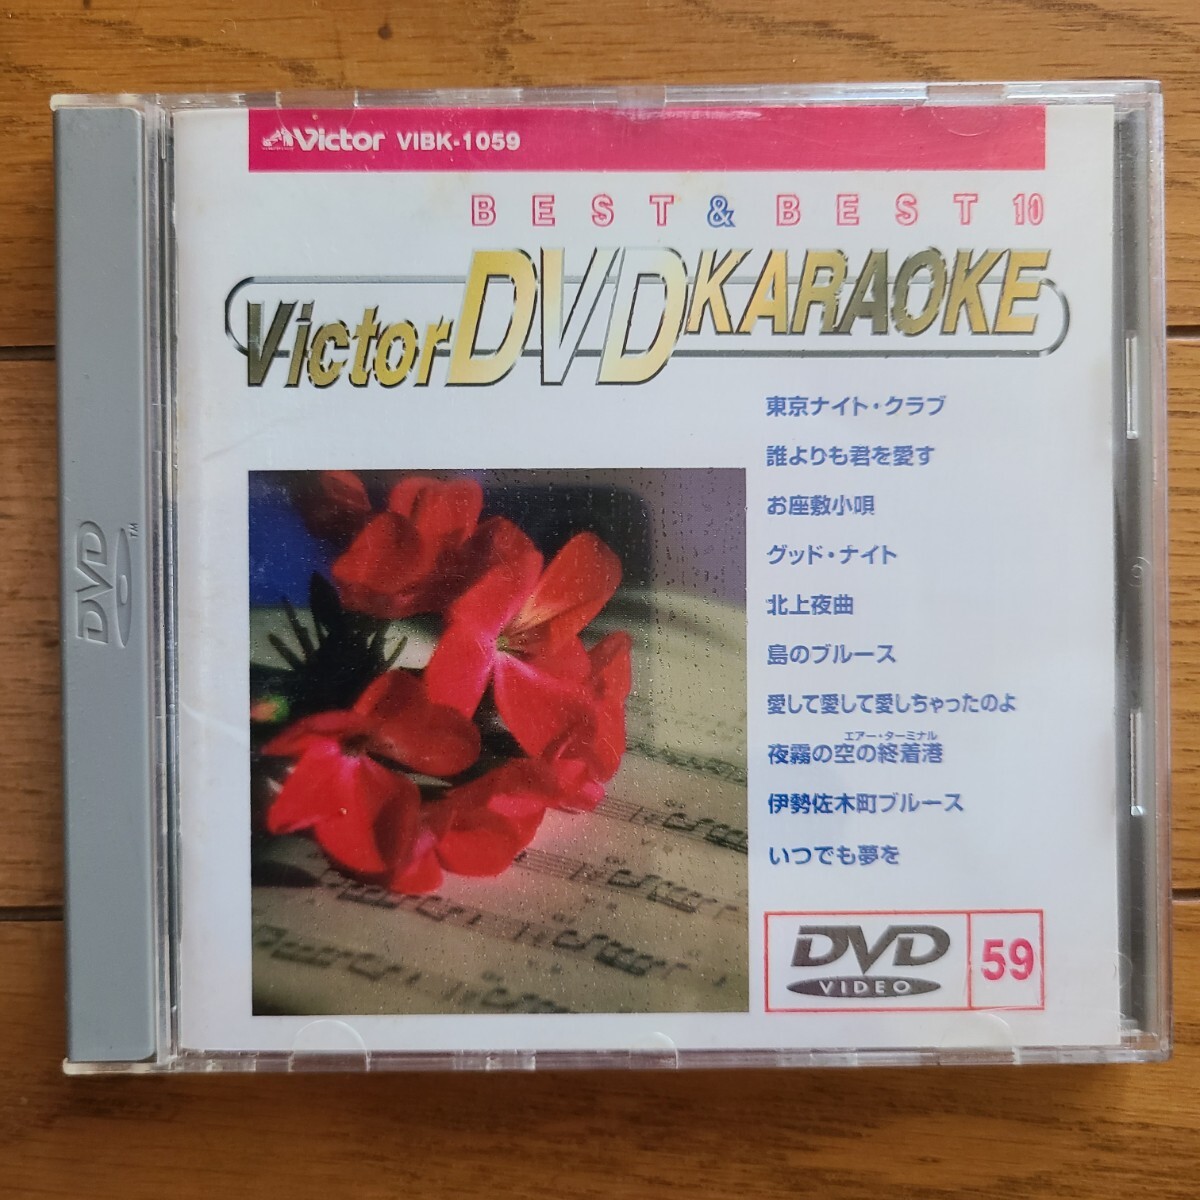 Victor VIBK-1059
BEST & BEST 10
Victor DVD KARAOKE
東京ナイト・クラブ
誰よりも君を愛す
お座敷小唄
グッド・ナイト
北上夜曲
島のブルース
愛して愛して愛しちゃったのよ
エアー・ターミナル
夜霧の空の終着港
伊勢佐木町ブルース
いつでも夢を
DVD
VIDEO
59
DVD™